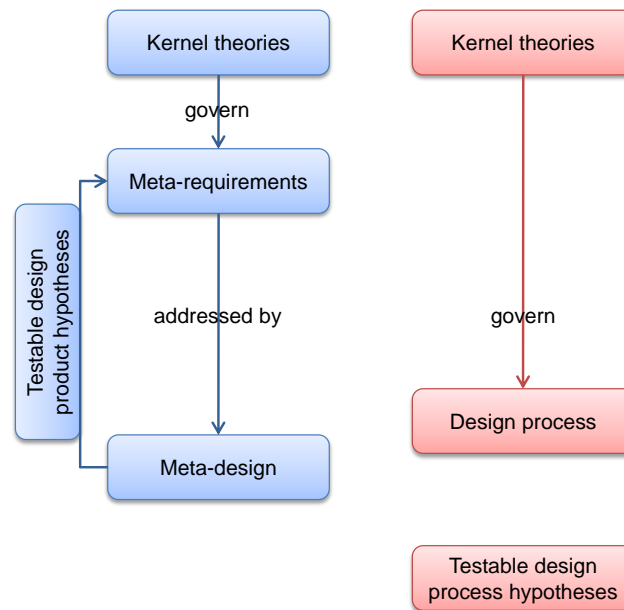 Kernel theories
govern
Meta-requirements
Testable design
product hypotheses
addressed by
Meta-design
Kernel theories
govern
Design process
Testable design
process hypotheses